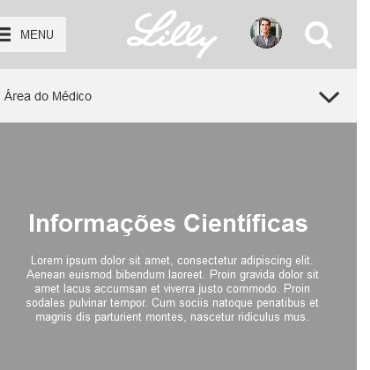 MENU
Lilly
Área do Médico
Informações Científicas
Lorem ipsum dolor sit amet, consectetur adipiscing elit.
Aenean euismod bibendum laoreet. Proin gravida dolor sit
amet lacus accumsan et viverra justo commodo. Proin
sodales pulvinar tempor. Cum sociis natoque penatibus et
magnis dis parturient montes, nascetur ridiculus mus.